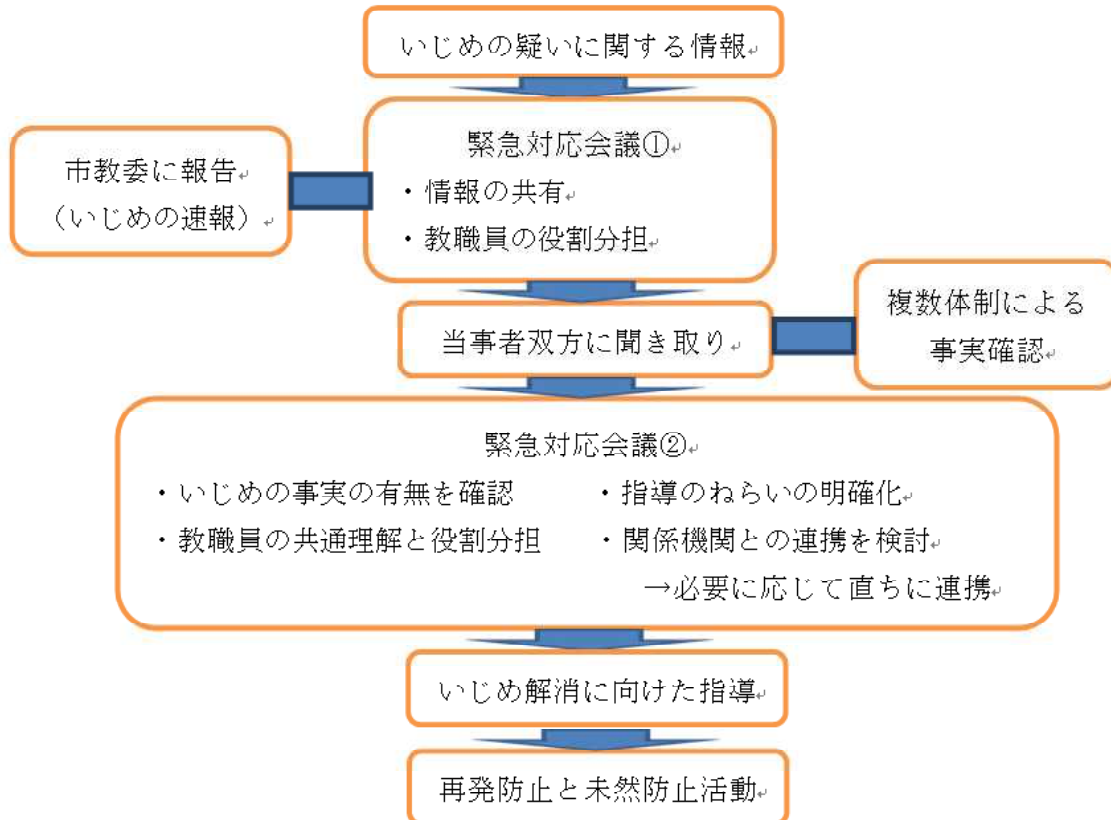 いじめの疑いに関する情報
緊急対応会議①
・情報の共有
・教職員の役割分担
市教委に報告
（いじめの速報）
当事者双方に聞き取り
複数体制による
事実確認
緊急対応会議②
・いじめの事実の有無を確認
・教職員の共通理解と役割分担
・指導のねらいの明確化
・関係機関との連携を検討
→必要に応じて直ちに連携
いじめ解消に向けた指導
再発防止と未然防止活動